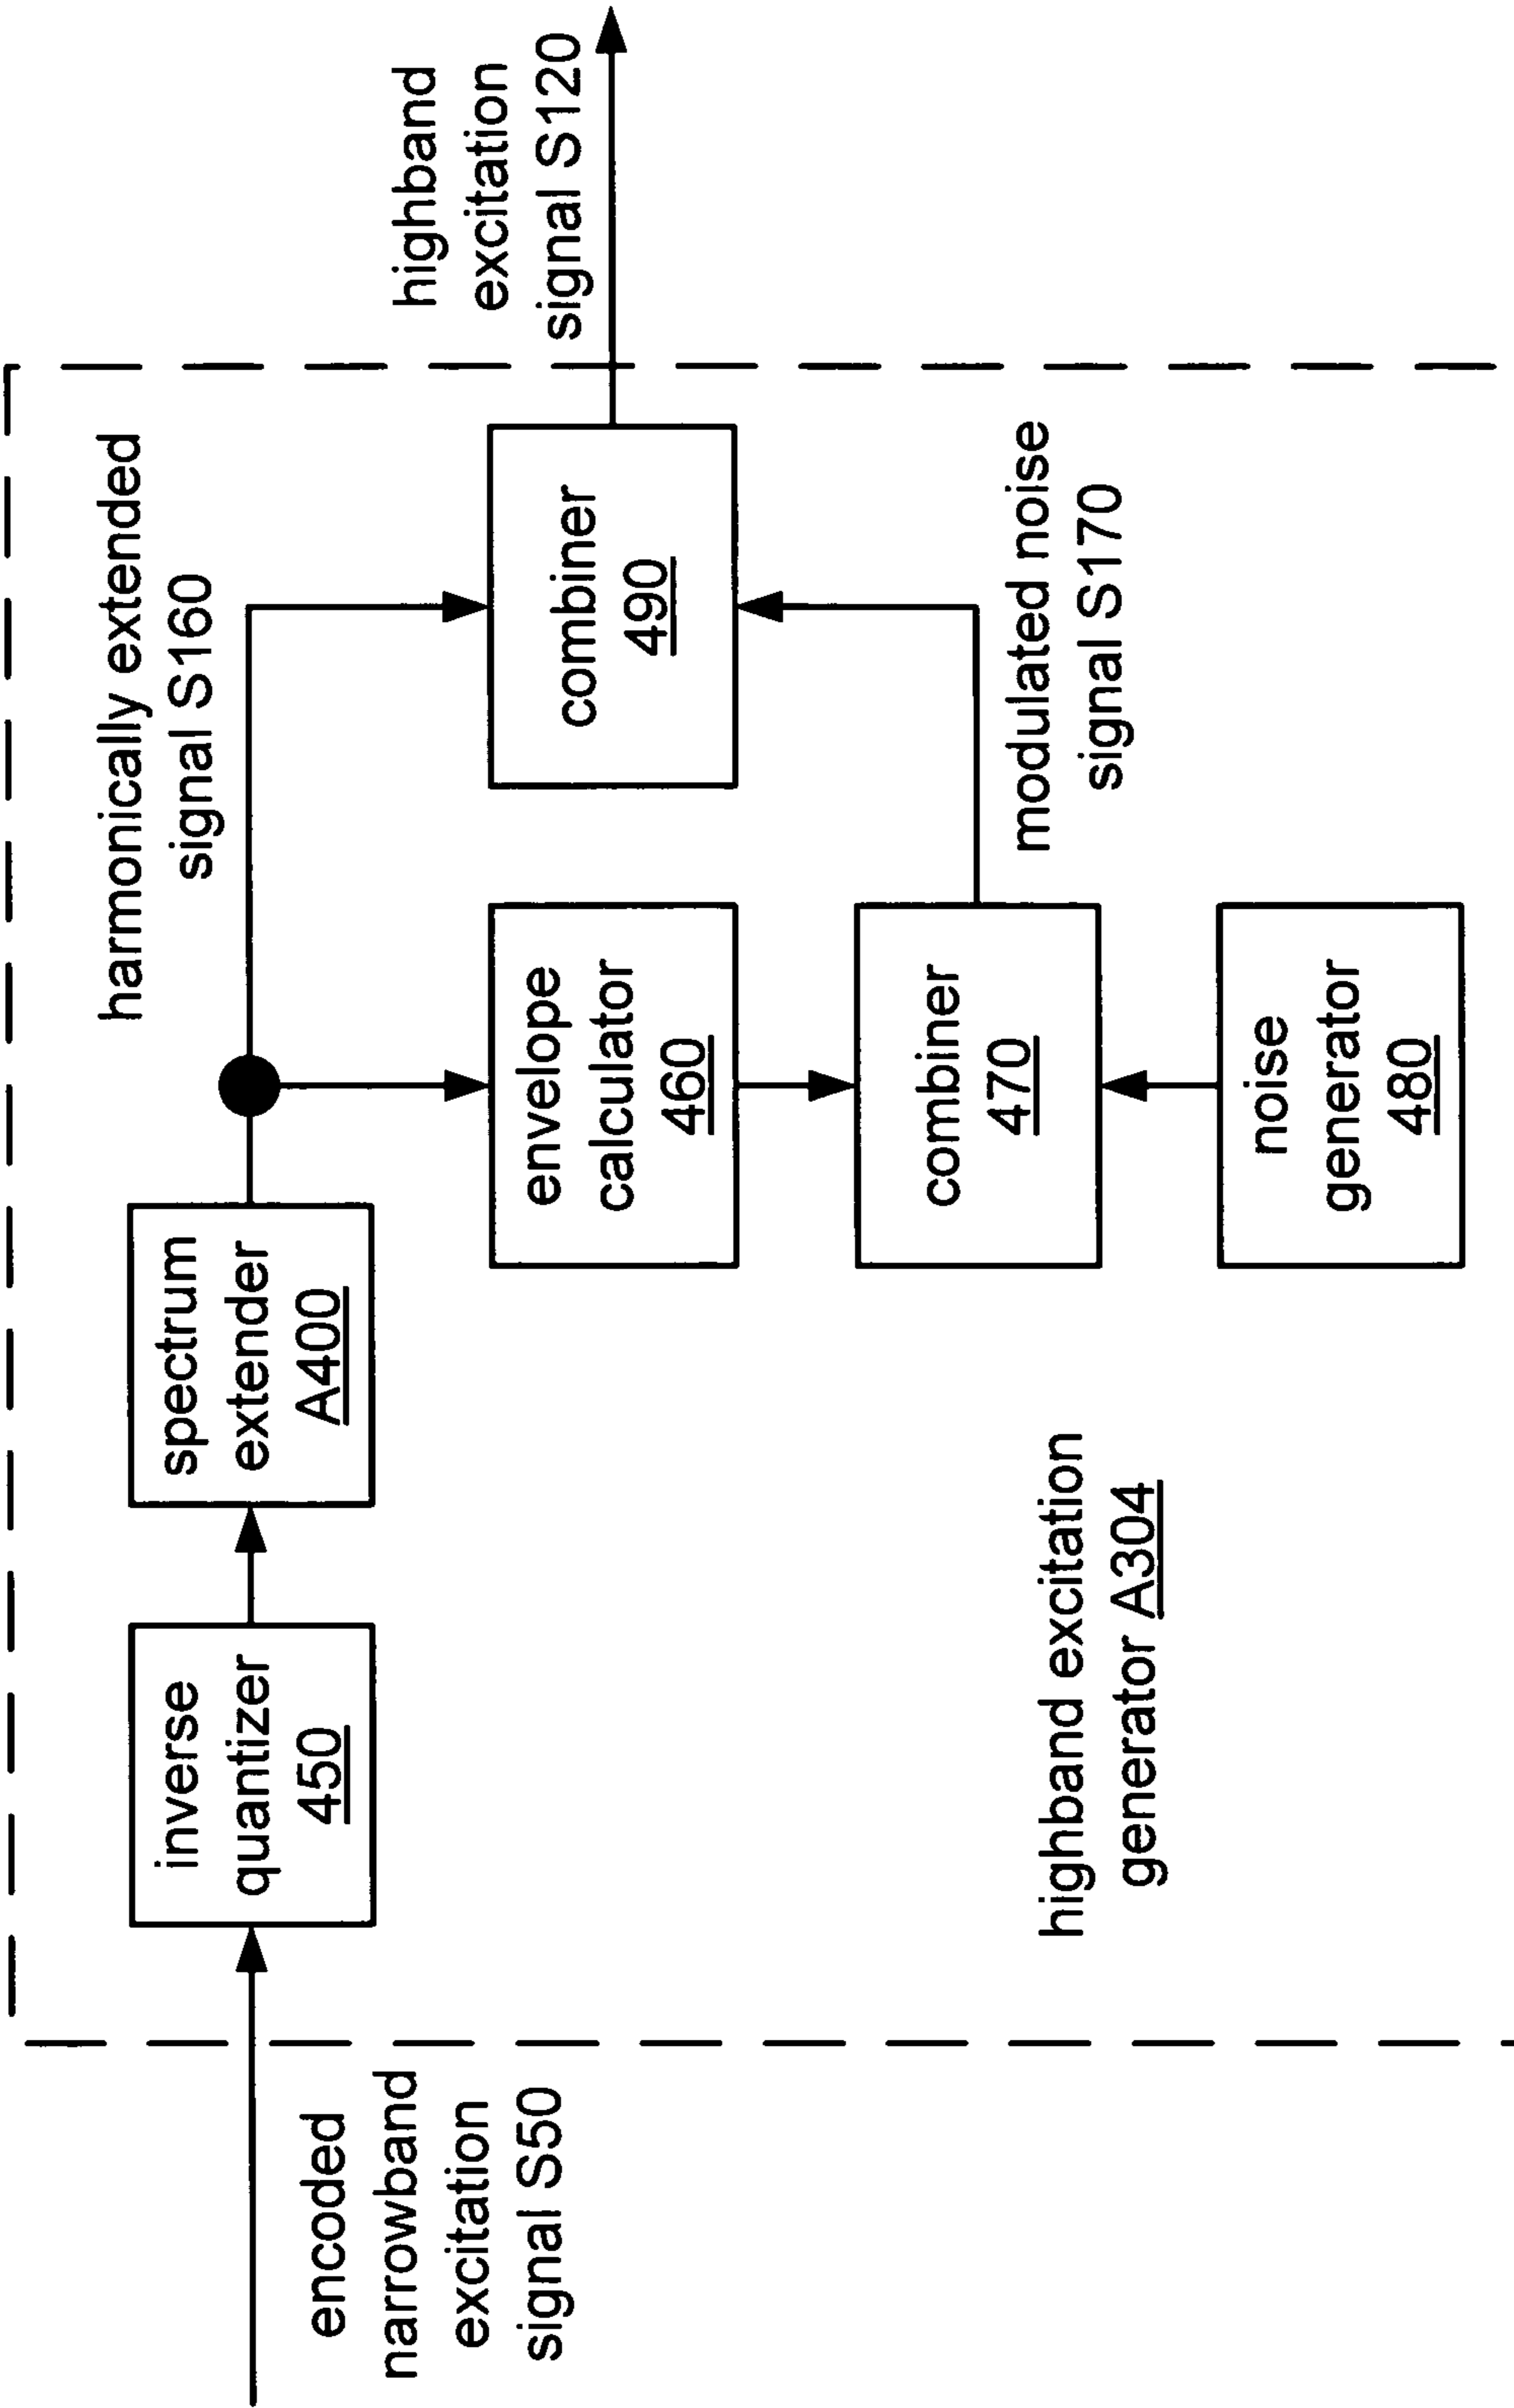 encoded
narrowband
excitation
signal S50
inverse
quantizer
450
spectrum
extender
A400
harmonically extended
signal S160
envelope
calculator
460
combiner
470
noise
generator
480
combiner
490
modulated noise
signal S170
highband
excitation
signal S120
highband excitation
generator A304